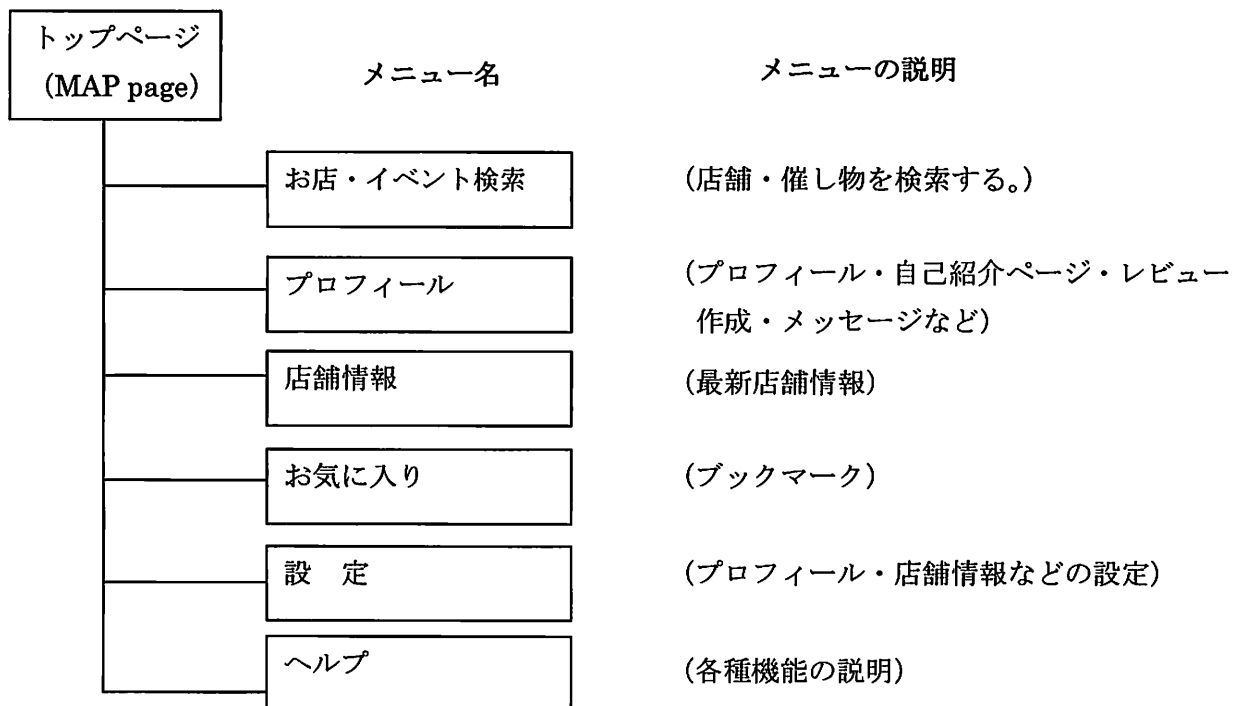 トップページ
(MAP page)
メニュー名
メニューの説明
お店・イベント検索
(店舗・催し物を検索する。)
プロフィール
(プロフィール・自己紹介ページ・レビュー
作成・メッセージなど)
店舗情報
(最新店舗情報)
お気に入り
(ブックマーク)
設　定
(プロフィール・店舗情報などの設定)
ヘルプ
(各種機能の説明)